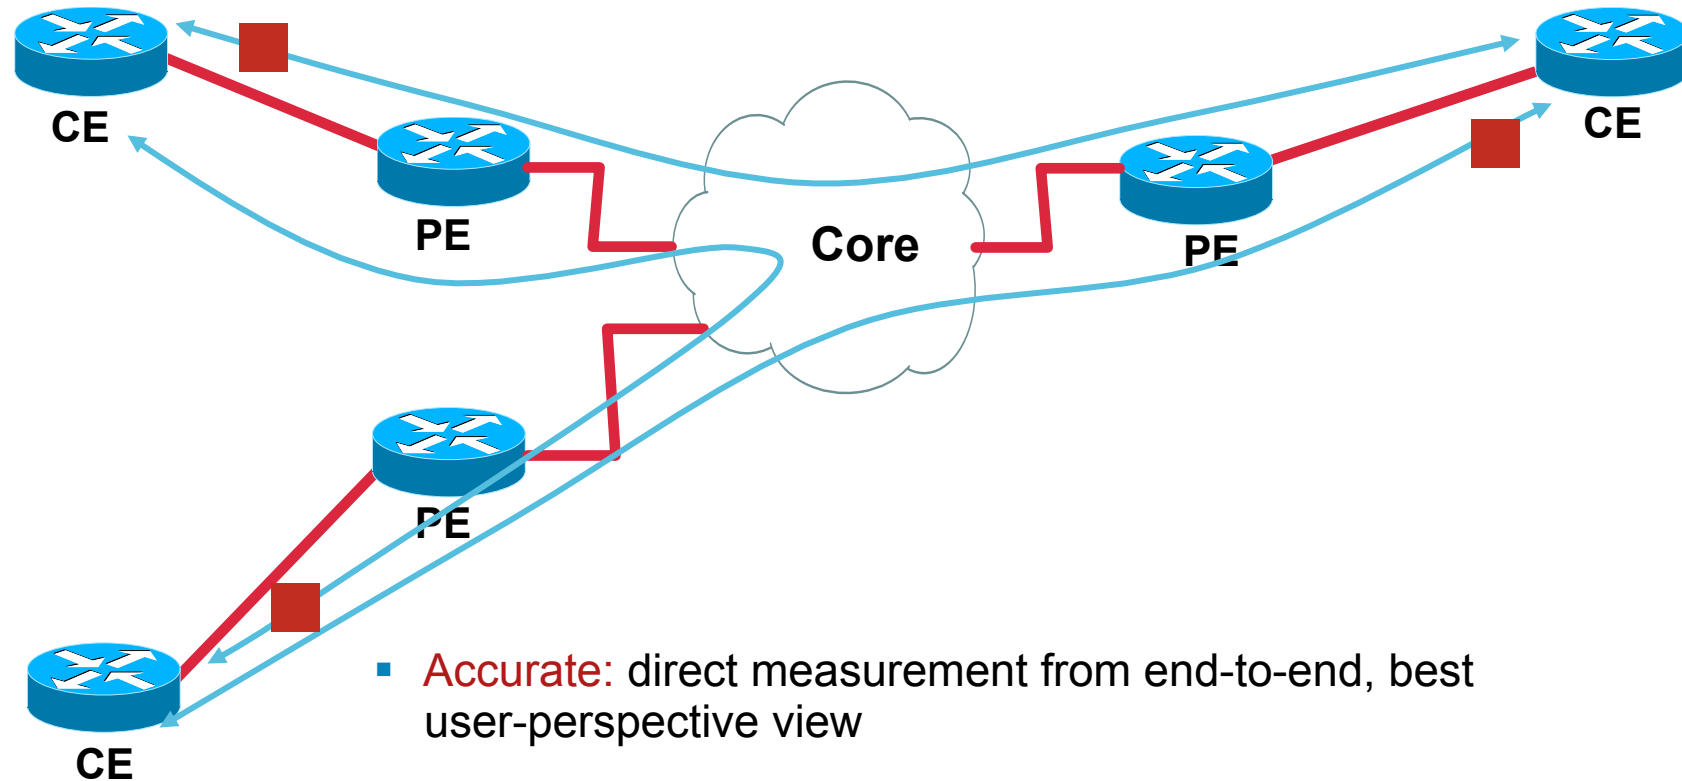 CE
CE
PE
Core
PE
PE
▪ Accurate: direct measurement from end-to-end, best
user-perspective view
CE